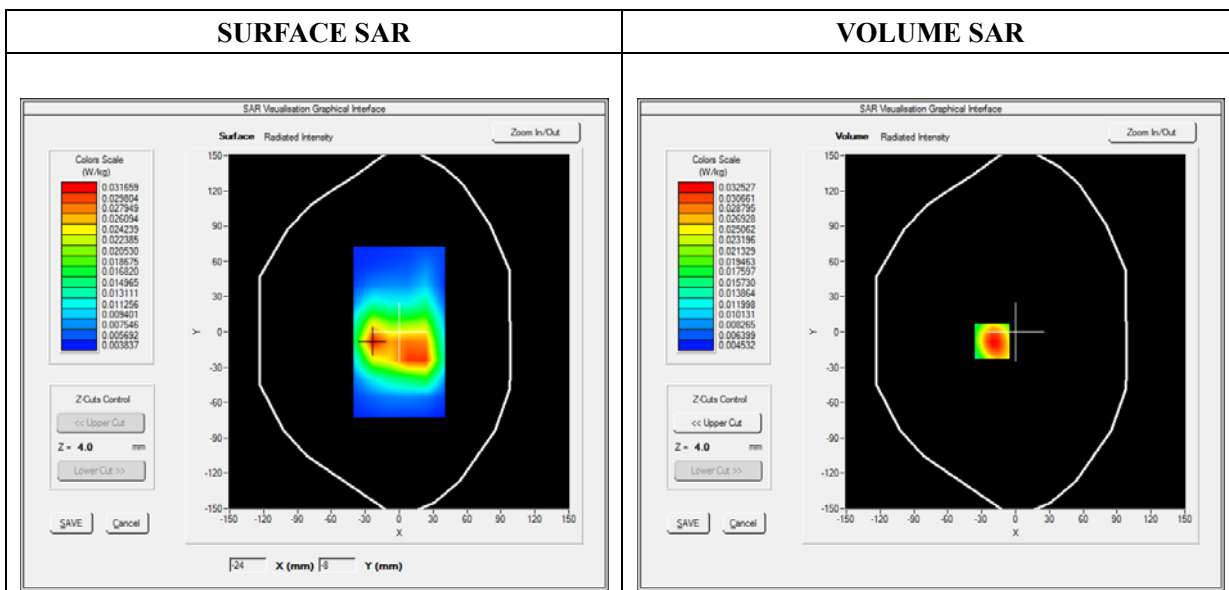 SURFACE SAR
VOLUME SAR
SAR Visualisation Graphical Interface
Surface Radiated Intensity
Zoom In/Out
Colors Scale
(W/kg)
0.031659
0.029804
0.027949
0.026094
0.024239
0.022385
0.020530
0.018675
0.016820
0.014965
0.013111
0.011256
0.009401
0.007546
0.005692
0.003837
150
120
90
60
30
0
-30
-60
-90
-120
-150
Y
-150 -120 -90 -60 -30 0 30 60 90 120 150
X
Z-Cuts Control
<< Upper Cut
Z = 4.0 mm
Lower Cut >>
SAVE Cancel
-24 X (mm) -8 Y (mm)
SAR Visualisation Graphical Interface
Volume Radiated Intensity
Zoom In/Out
Colors Scale
(W/kg)
0.032527
0.030661
0.028795
0.026928
0.025062
0.023196
0.021329
0.019463
0.017597
0.015730
0.013864
0.011998
0.010131
0.008265
0.006399
0.004532
150
120
90
60
30
0
-30
-60
-90
-120
-150
Y
-150 -120 -90 -60 -30 0 30 60 90 120 150
X
Z-Cuts Control
<< Upper Cut
Z = 4.0 mm
Lower Cut >>
SAVE Cancel